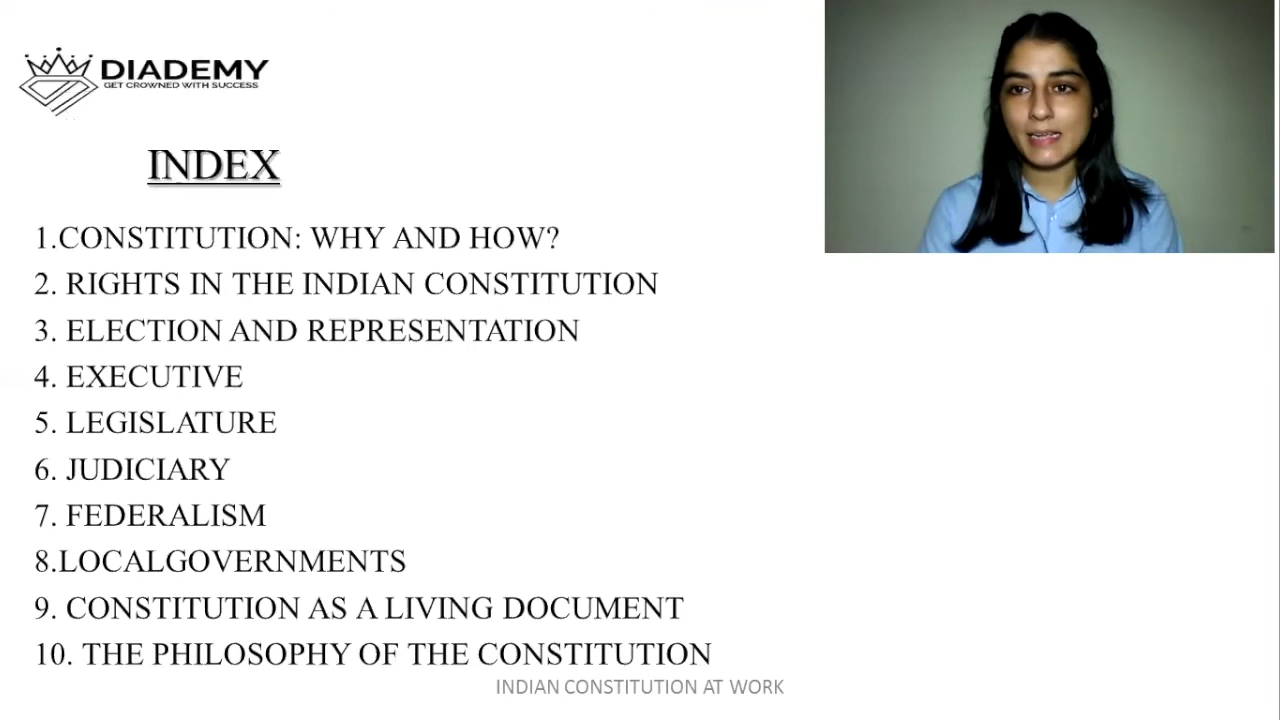 DIADEMY
GET CROWNED WITH SUCCESS
INDEX
1.CONSTITUTION: WHY AND HOW?
2. RIGHTS IN THE INDIAN CONSTITUTION
3. ELECTION AND REPRESENTATION
4. EXECUTIVE
5. LEGISLATURE
6. JUDICIARY
7. FEDERALISM
8.LOCALGOVERNMENTS
9. CONSTITUTION AS A LIVING DOCUMENT
10. THE PHILOSOPHY OF THE CONSTITUTION
INDIAN CONSTITUTION AT WORK